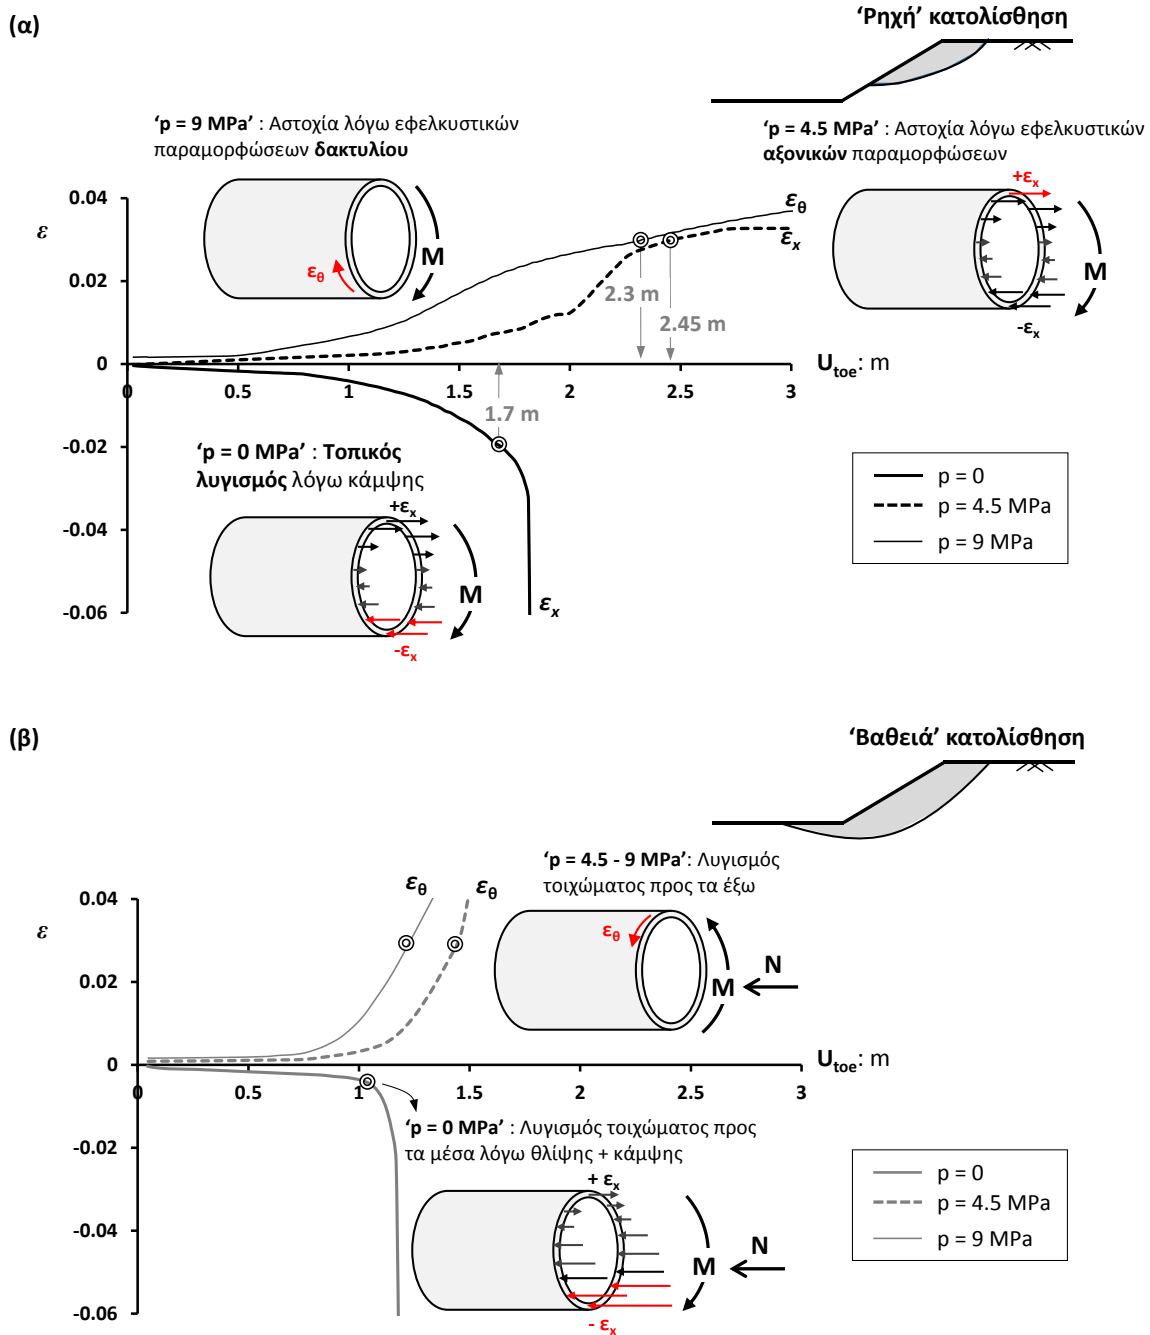 (α)
‘Ρηχή’ κατολίσθηση
‘p = 9 MPa’ : Αστοχία λόγω εφελκυστικών
παραμορφώσεων δακτυλίου
‘p = 4.5 MPa’ : Αστοχία λόγω εφελκυστικών
αξονικών παραμορφώσεων
+εx
εθ
M
M
-εx
ε
0.04
0.02
0
-0.02
-0.04
-0.06
εθ
εx
2.3 m
2.45 m
1.7 m
0.5
1
1.5
2
2.5
3
Utoe: m
‘p = 0 MPa’ : Τοπικός
λυγισμός λόγω κάμψης
+εx
M
-εx
εx
p = 0
p = 4.5 MPa
p = 9 MPa
(β)
‘Βαθειά’ κατολίσθηση
‘p = 4.5 - 9 MPa’: Λυγισμός
τοιχώματος προς τα έξω
εθ
εθ
εθ
M
N
ε
0.04
0.02
0
-0.02
-0.04
-0.06
0
0.5
1
1.5
2
2.5
3
Utoe: m
‘p = 0 MPa’ : Λυγισμός τοιχώματος προς
τα μέσα λόγω θλίψης + κάμψης
+ εx
M
N
- εx
p = 0
p = 4.5 MPa
p = 9 MPa